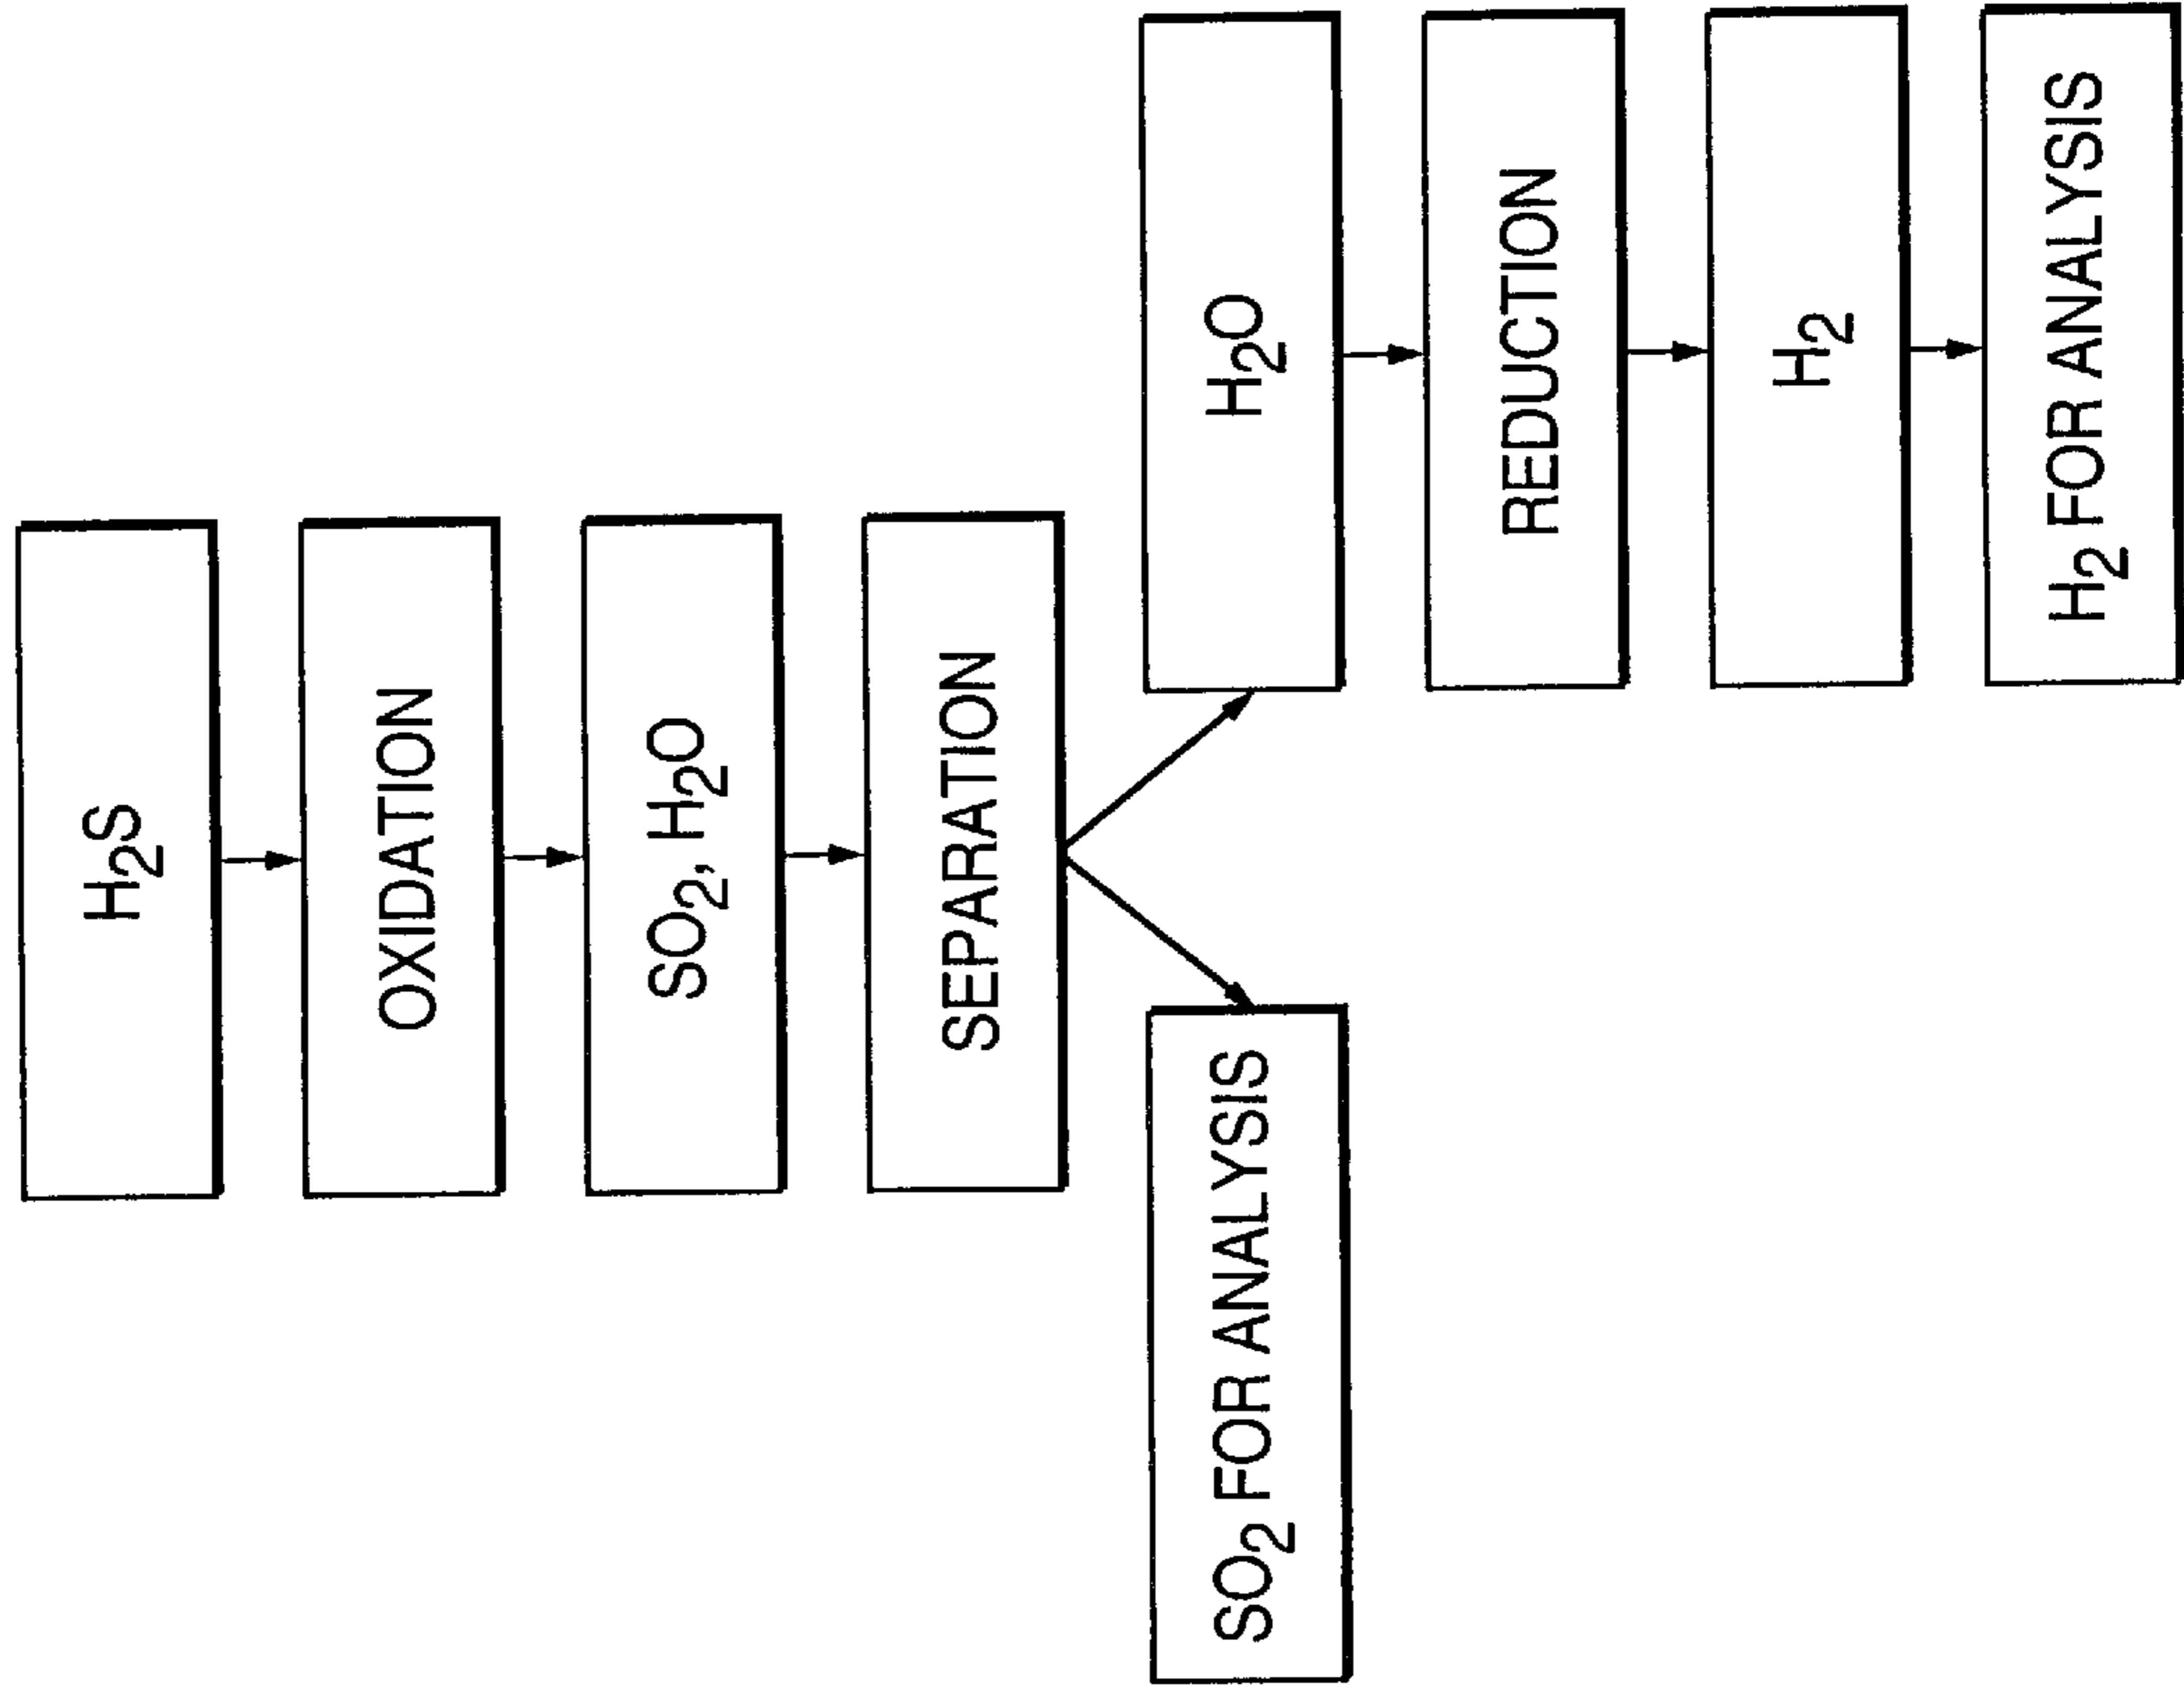 H₂S
OXIDATION
SO₂, H₂O
SEPARATION
SO₂ FOR ANALYSIS
H₂O
REDUCTION
H₂
H₂ FOR ANALYSIS